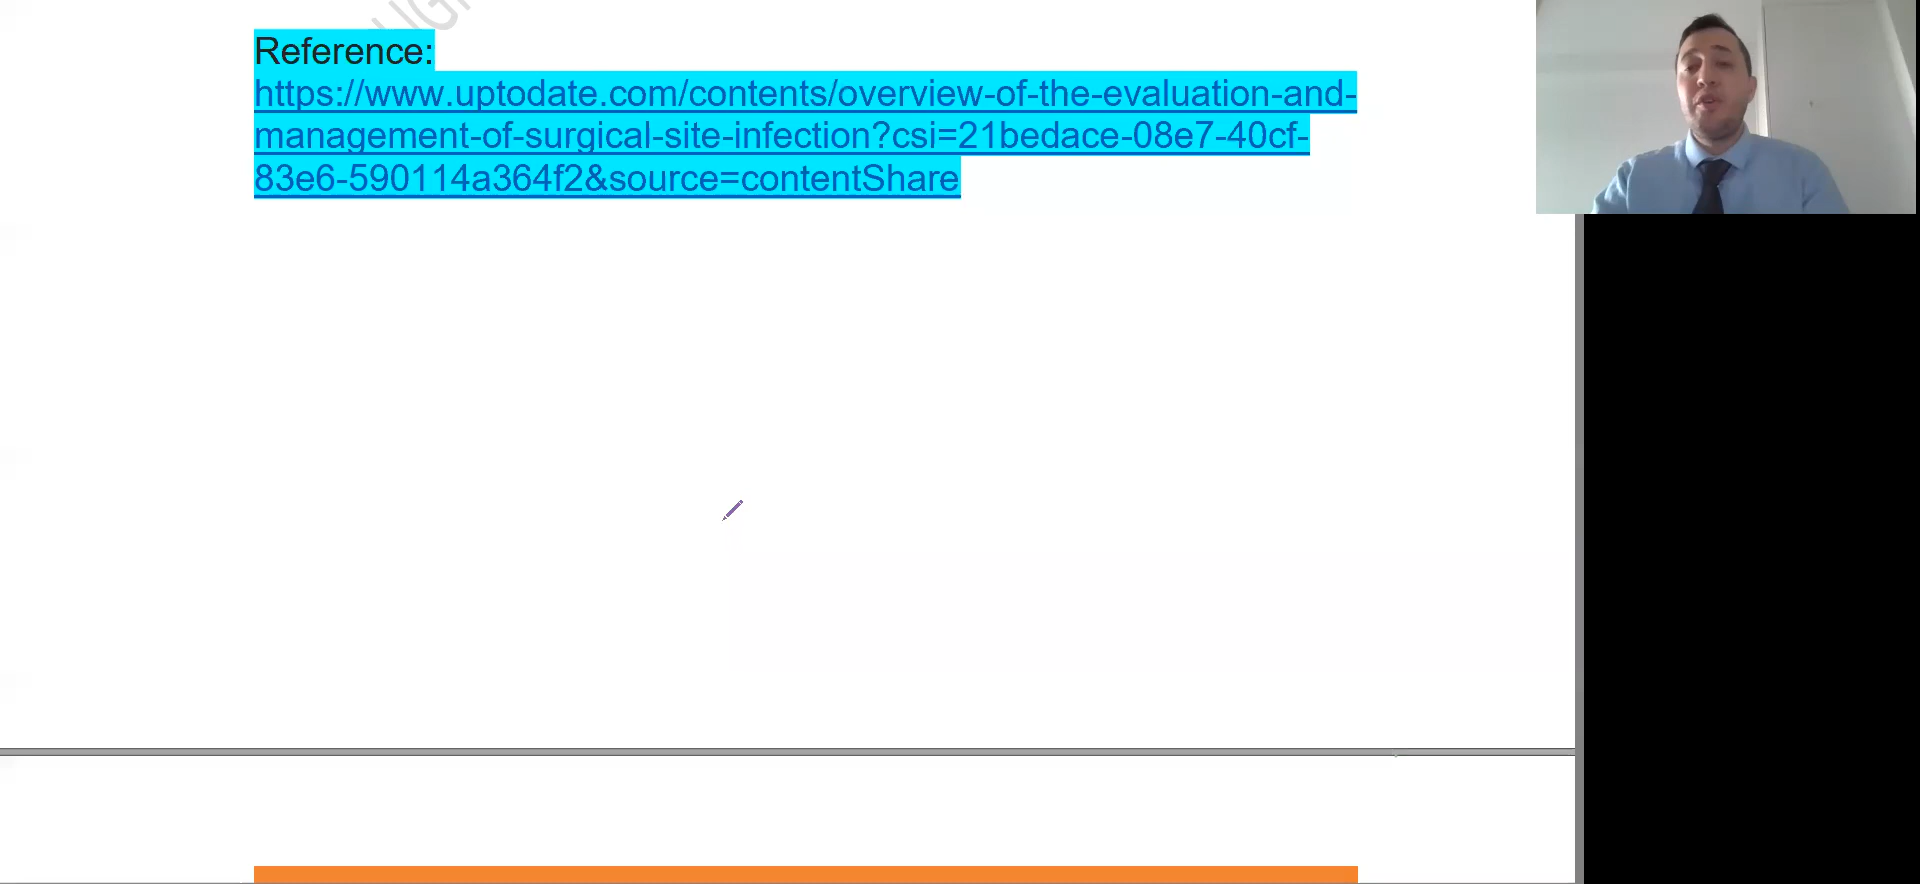 Reference:
https://www.uptodate.com/contents/overview-of-the-evaluation-and-
management-of-surgical-site-infection?csi=21bedace-08e7-40cf-
83e6-590114a364f2&source=contentShare